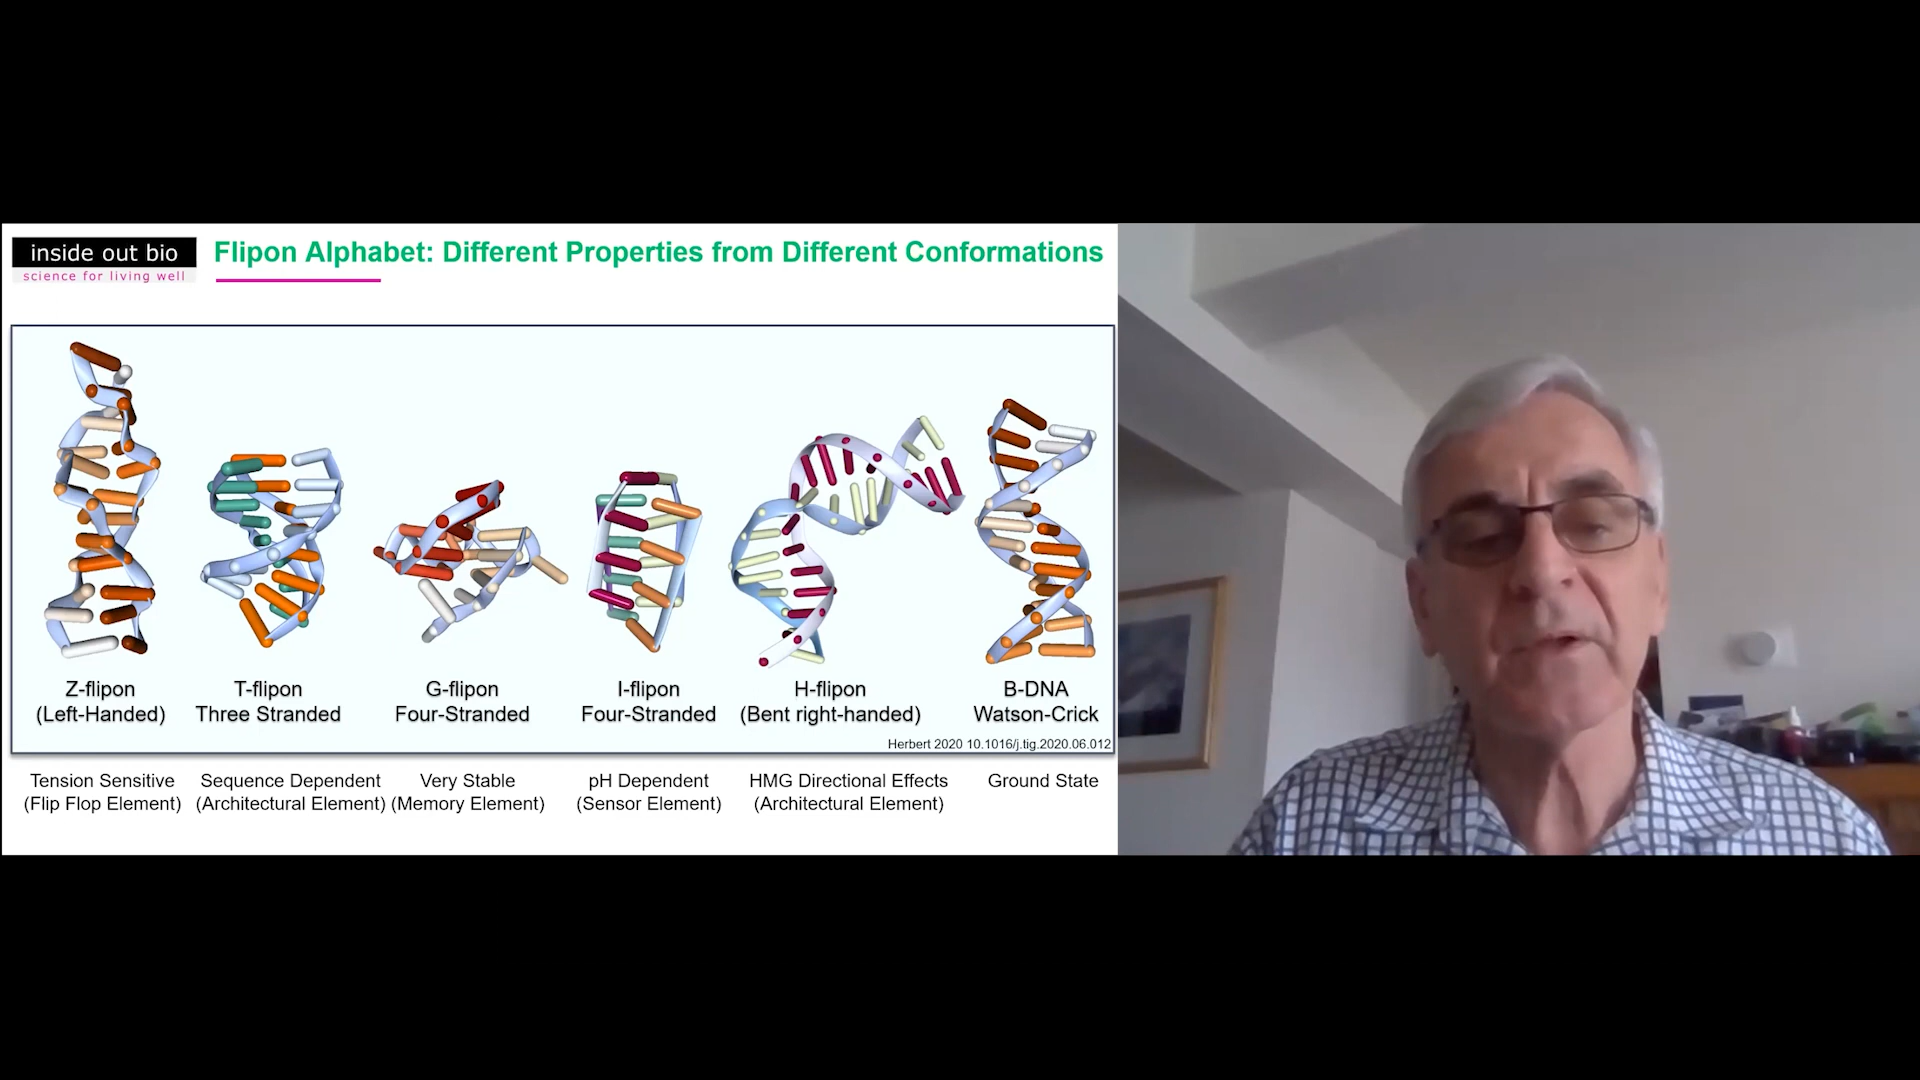 inside out bio
science for living well
Flipon Alphabet: Different Properties from Different Conformations
Z-flipon
(Left-Handed)
T-flipon
Three Stranded
G-flipon
Four-Stranded
I-flipon
Four-Stranded
H-flipon
(Bent right-handed)
B-DNA
Watson-Crick
Herbert 2020 10.1016/j.tig.2020.06.012
Tension Sensitive
(Flip Flop Element)
Sequence Dependent
(Architectural Element)
Very Stable
(Memory Element)
pH Dependent
(Sensor Element)
HMG Directional Effects
(Architectural Element)
Ground State